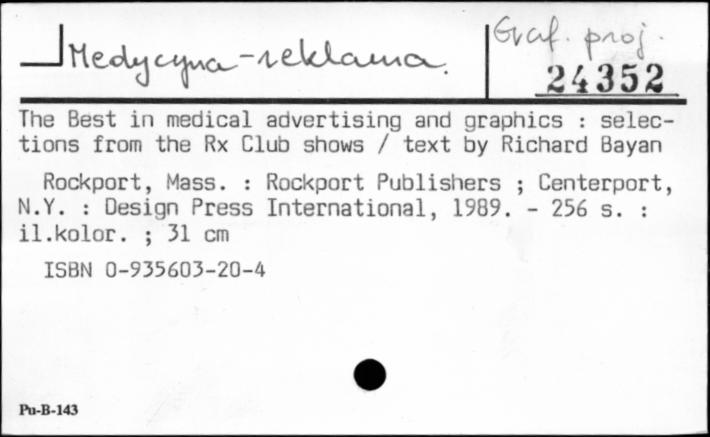 Medycyna-reklama.
Graf. proj.
24352
The Best in medical advertising and graphics : selec-
tions from the Rx Club shows / text by Richard Bayan
Rockport, Mass. : Rockport Publishers ; Centerport,
N.Y. : Design Press International, 1989. - 256 s. :
il.kolor. ; 31 cm
ISBN 0-935603-20-4
Pu-B-143